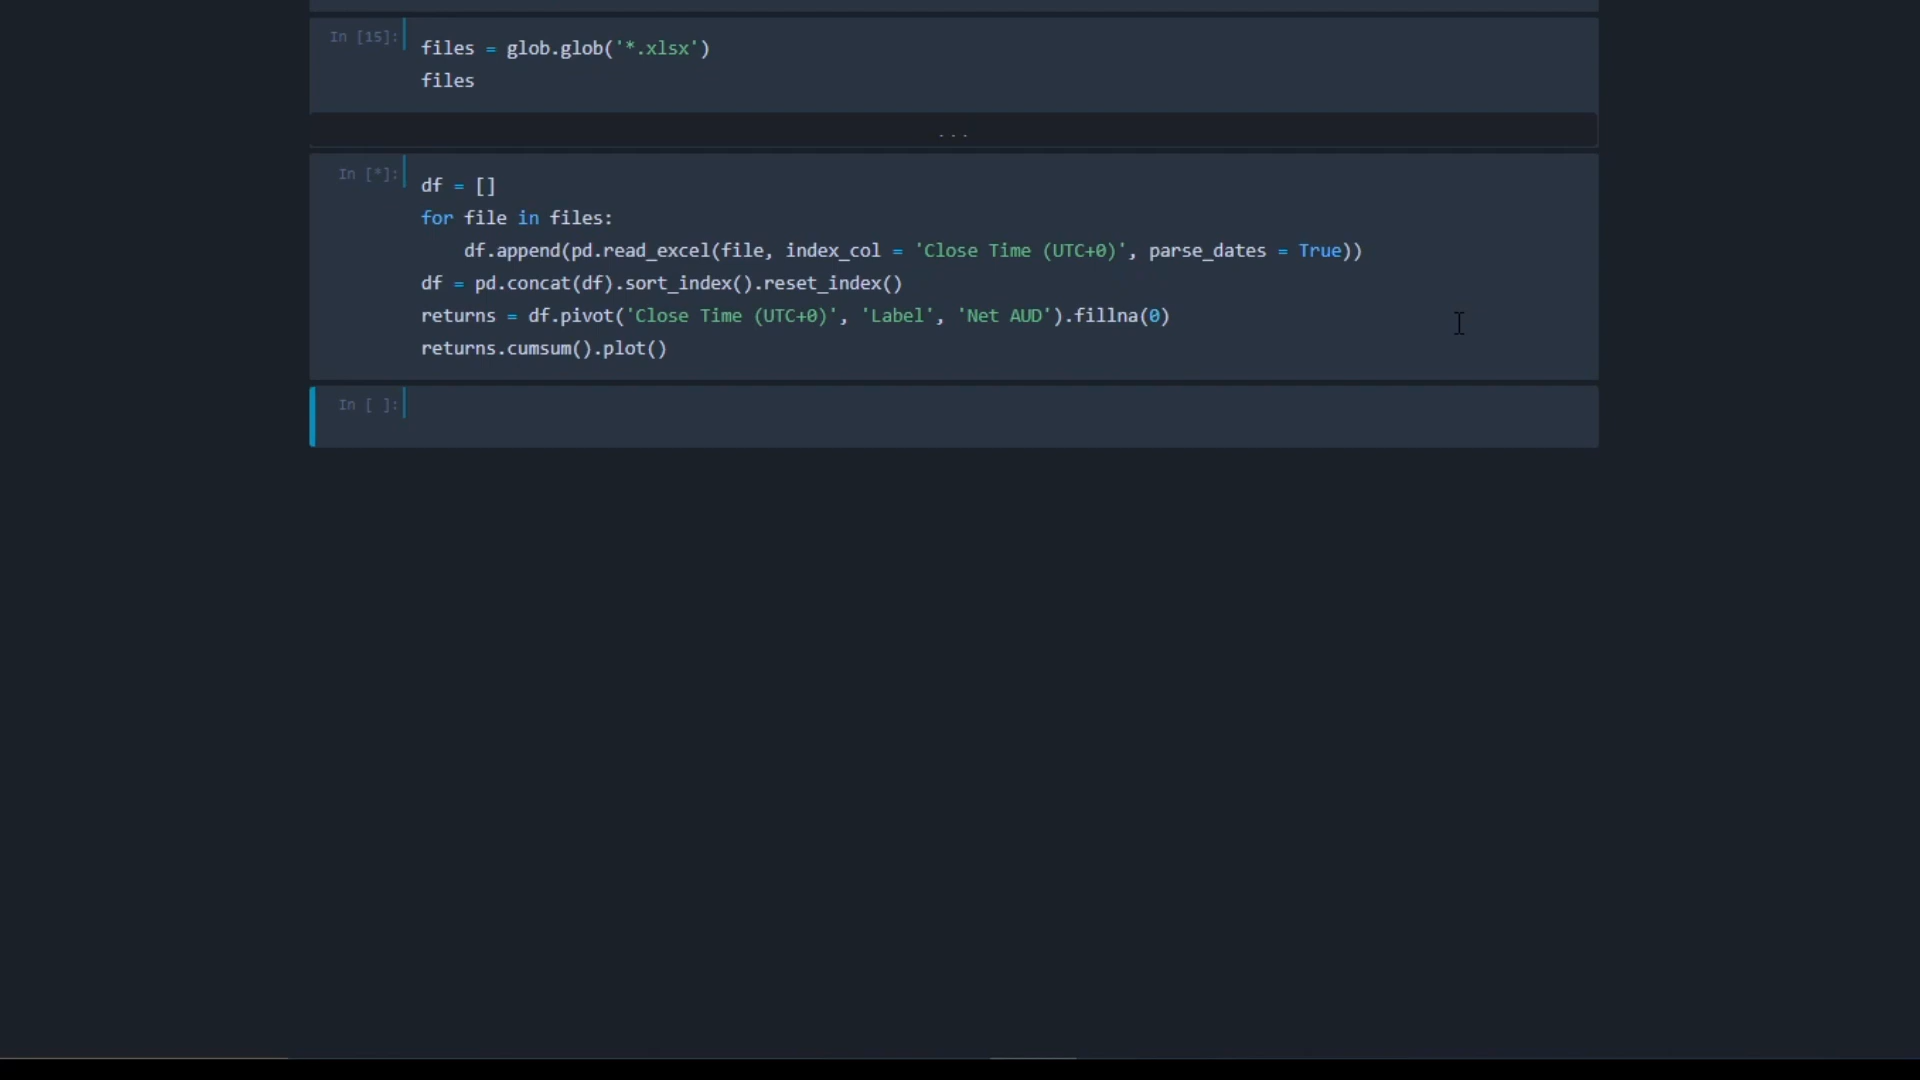 In [15]:
files = glob.glob('*.xlsx')
files
...
In [*]:
df = []
for file in files:
    df.append(pd.read_excel(file, index_col = 'Close Time (UTC+0)', parse_dates = True))
df = pd.concat(df).sort_index().reset_index()
returns = df.pivot('Close Time (UTC+0)', 'Label', 'Net AUD').fillna(0)
returns.cumsum().plot()
In [ ]: